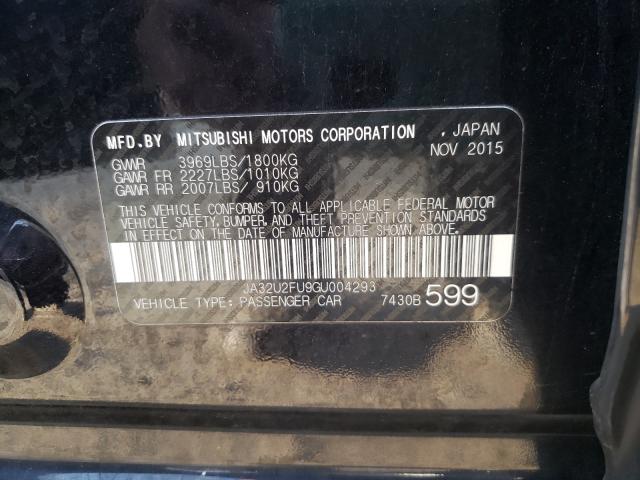 MFD.BY MITSUBISHI MOTORS CORPORATION , JAPAN
NOV 2015
GVWR 3969LBS/1800KG
GAWR FR 2227LBS/1010KG
GAWR RR 2007LBS/ 910KG
THIS VEHICLE CONFORMS TO ALL APPLICABLE FEDERAL MOTOR
VEHICLE SAFETY, BUMPER, AND THEFT PREVENTION STANDARDS
IN EFFECT ON THE DATE OF MANUFACTURE SHOWN ABOVE.
JA32U2FU9GU004293
VEHICLE TYPE: PASSENGER CAR 7430B 599